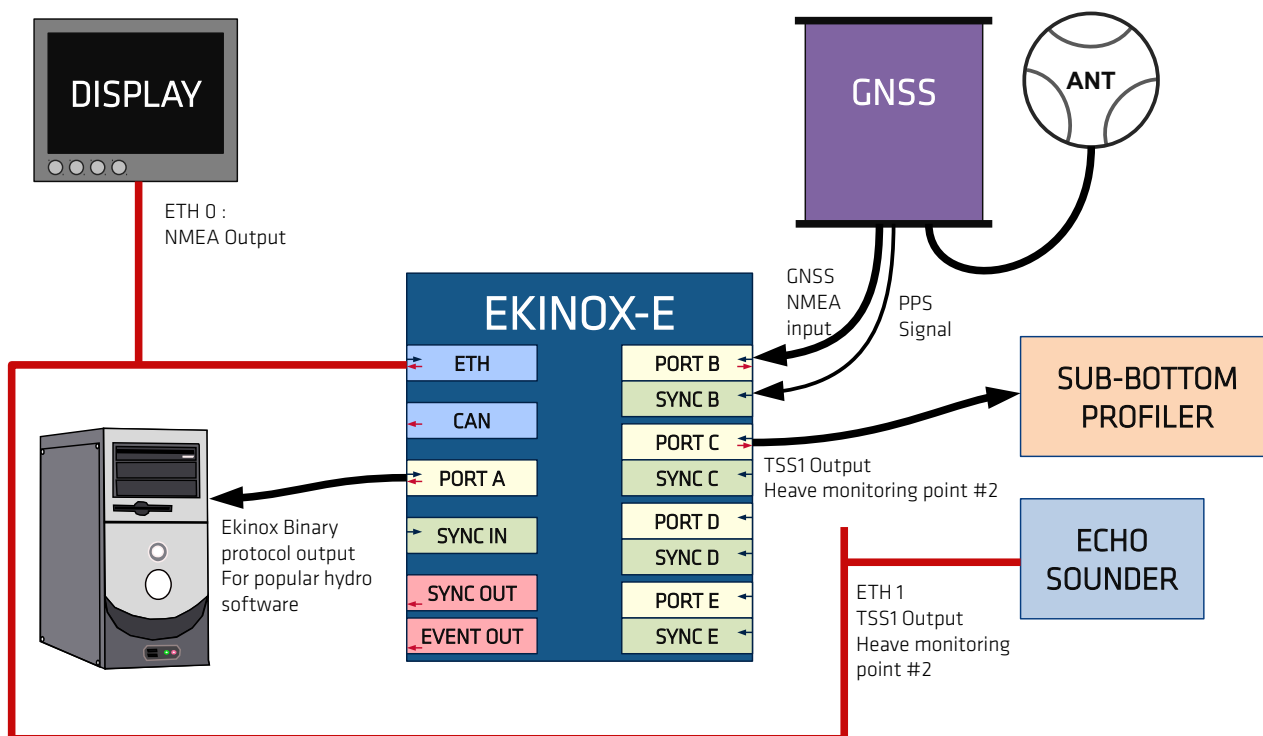 DISPLAY
ETH 0 :
NMEA Output
GNSS
ANT
GNSS
NMEA
input
PPS
Signal
EKINOX-E
ETH
CAN
PORT A
SYNC IN
SYNC OUT
EVENT OUT
PORT B
SYNC B
PORT C
SYNC C
PORT D
SYNC D
PORT E
SYNC E
Ekinox Binary
protocol output
For popular hydro
software
TSS1 Output
Heave monitoring point #2
SUB-BOTTOM
PROFILER
ECHO
SOUNDER
ETH 1
TSS1 Output
Heave monitoring
point #2